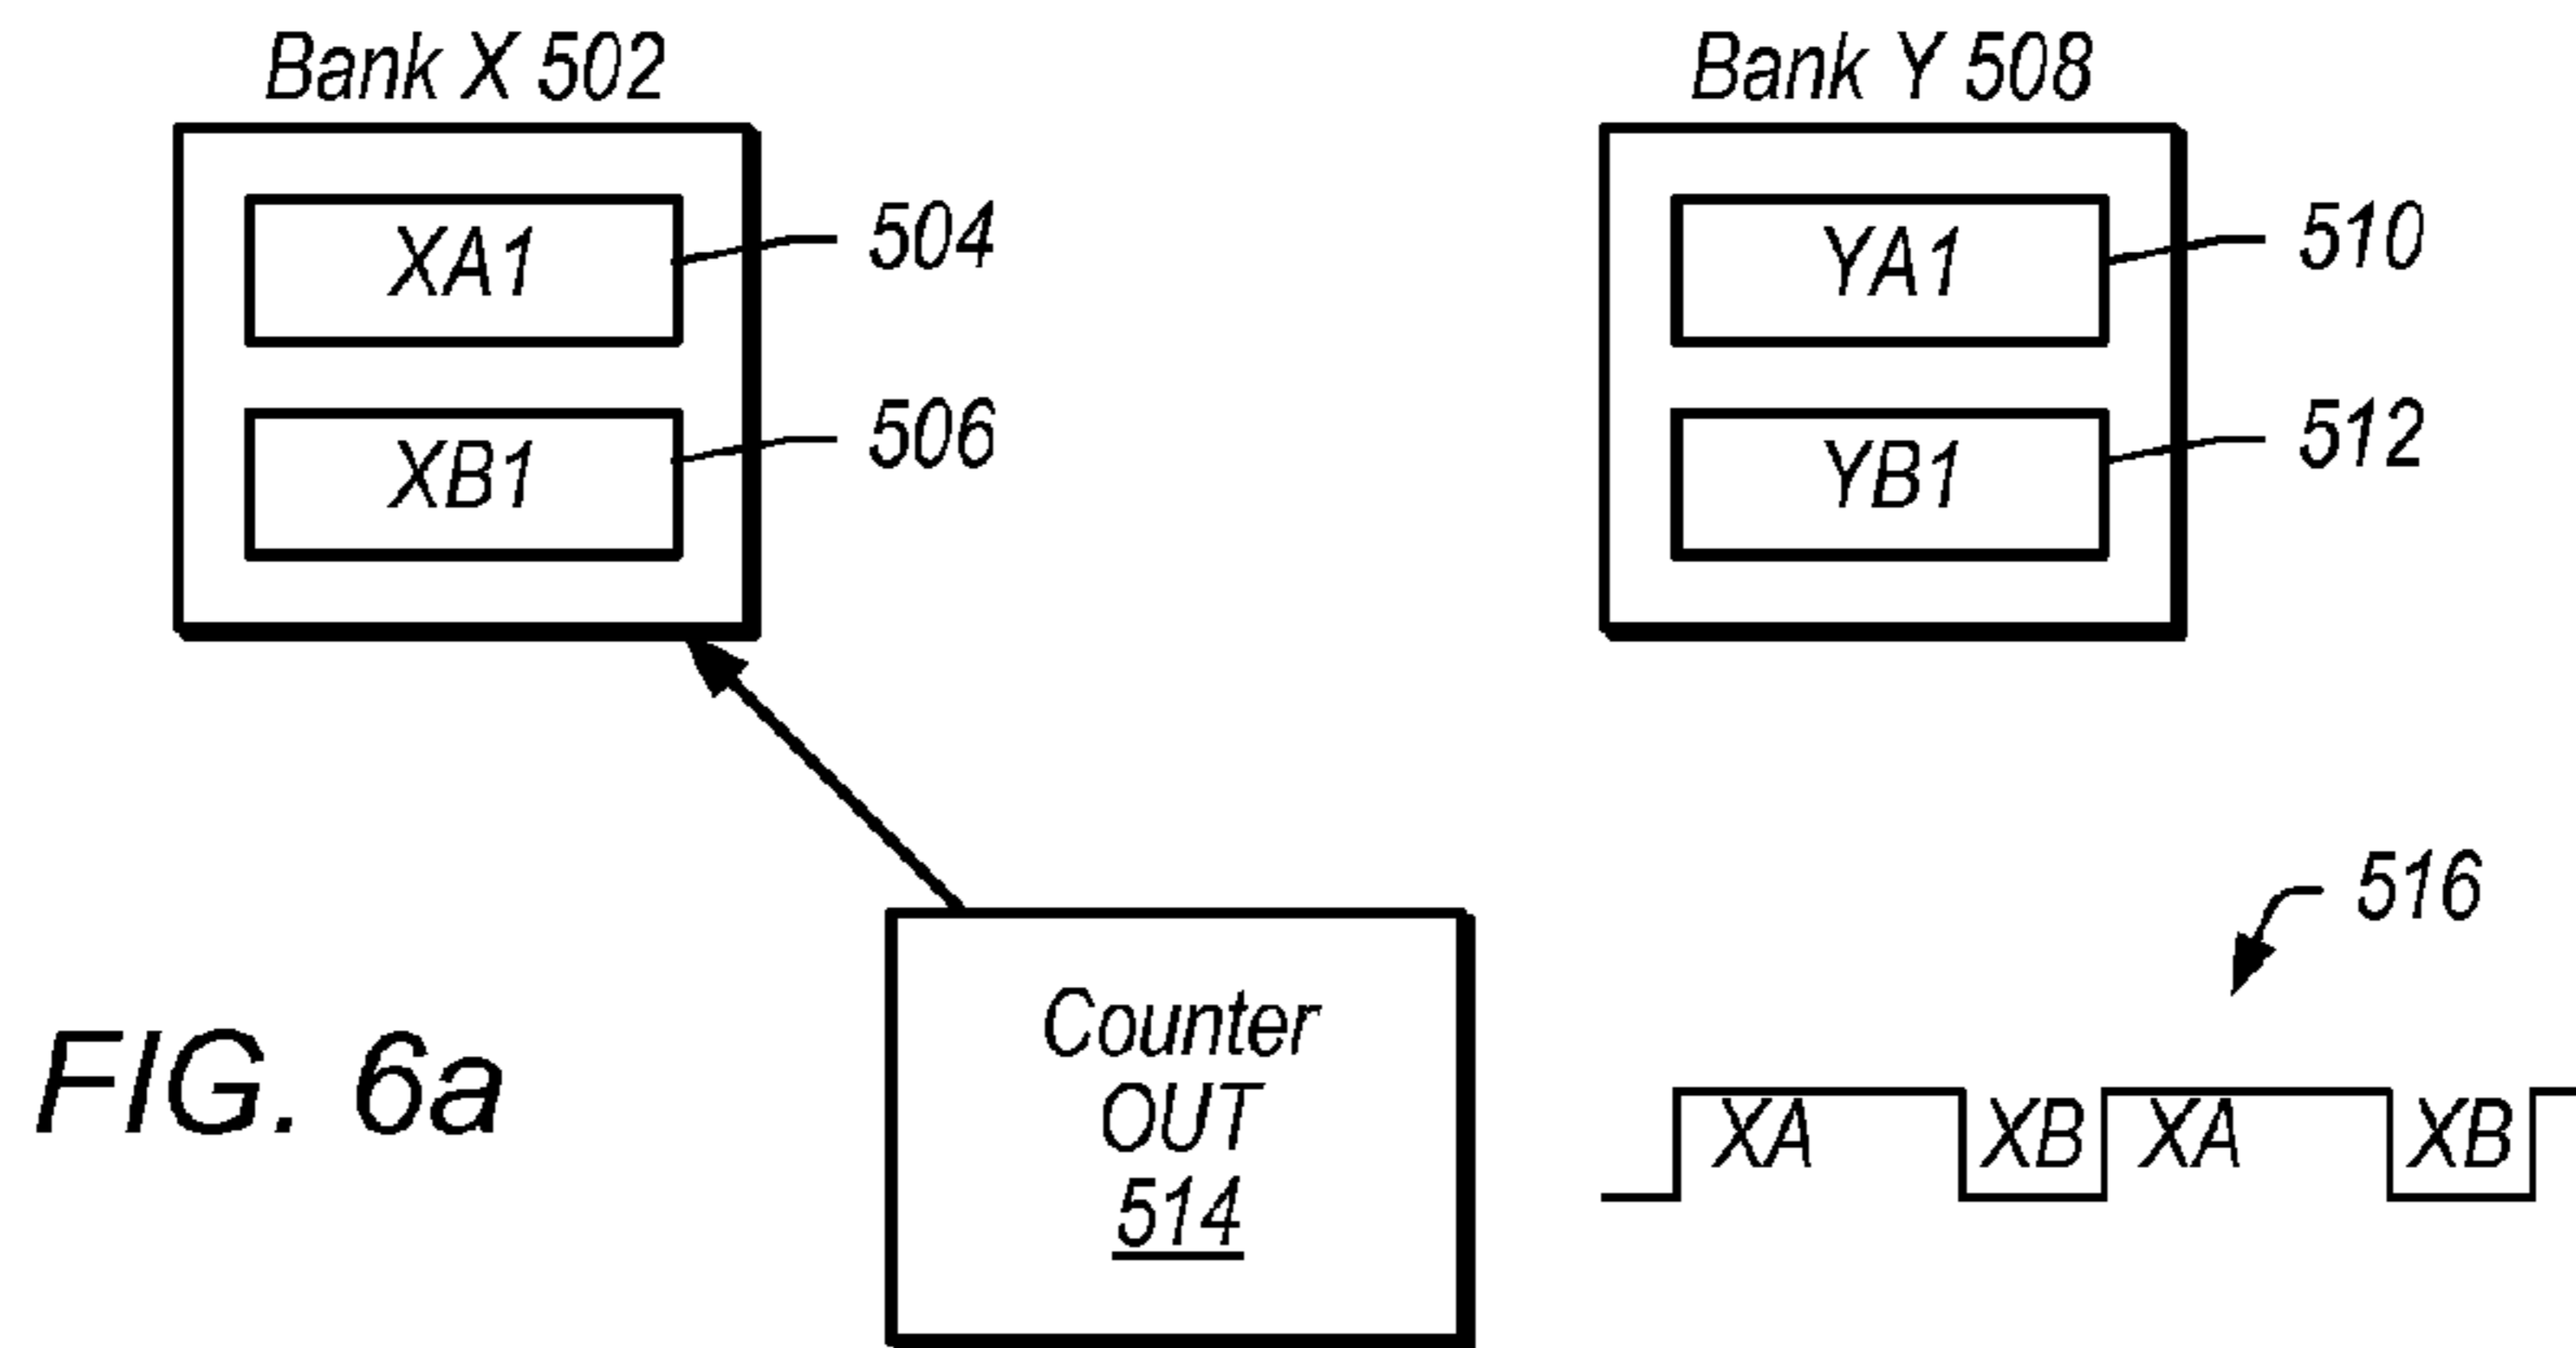 Bank X 502
XA1
504
XB1
506
Bank Y 508
YA1
510
YB1
512
Counter
OUT
514
516
XA XB XA XB
FIG. 6a